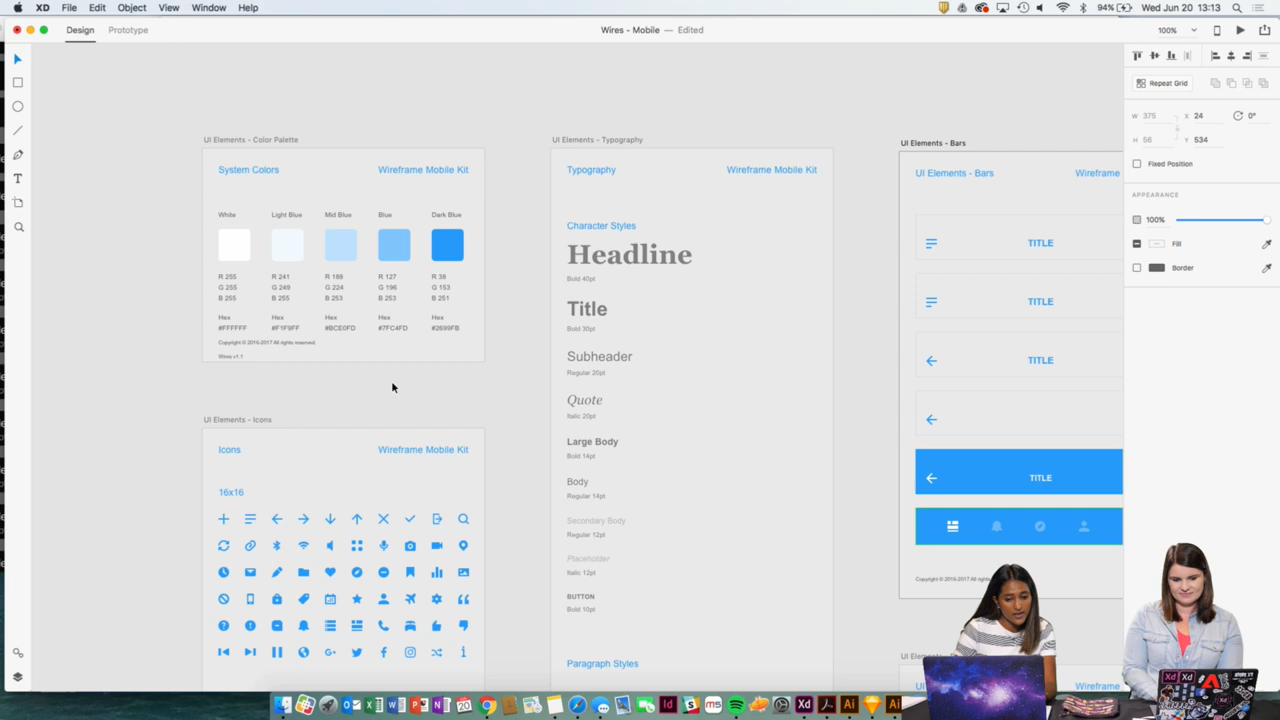 XD File Edit Object View Window Help
94% Wed Jun 20 13:13
Design Prototype
Wires - Mobile — Edited
100%
Repeat Grid
W 375 X 24 0°
H 56 Y 534
Fixed Position
APPEARANCE
100%
Fill
Border
UI Elements - Color Palette
System Colors Wireframe Mobile Kit
White Light Blue Mid Blue Blue Dark Blue
R 255 R 241 R 188 R 127 R 38
G 255 G 249 G 224 G 196 G 153
B 255 B 255 B 253 B 253 B 251
Hex Hex Hex Hex Hex
#FFFFFF #F1F9FF #BCE0FD #7FC4FD #2699FB
Copyright © 2016-2017 All rights reserved.
Wires v1.1
UI Elements - Icons
Icons Wireframe Mobile Kit
16x16
UI Elements - Typography
Typography Wireframe Mobile Kit
Character Styles
Headline
Bold 40pt
Title
Bold 30pt
Subheader
Regular 20pt
Quote
Italic 20pt
Large Body
Bold 14pt
Body
Regular 14pt
Secondary Body
Regular 12pt
Placeholder
Italic 12pt
BUTTON
Bold 10pt
Paragraph Styles
UI Elements - Bars
UI Elements - Bars Wireframe
TITLE
TITLE
TITLE
TITLE
Copyright © 2016-2017 All
UI Elements
Wireframe